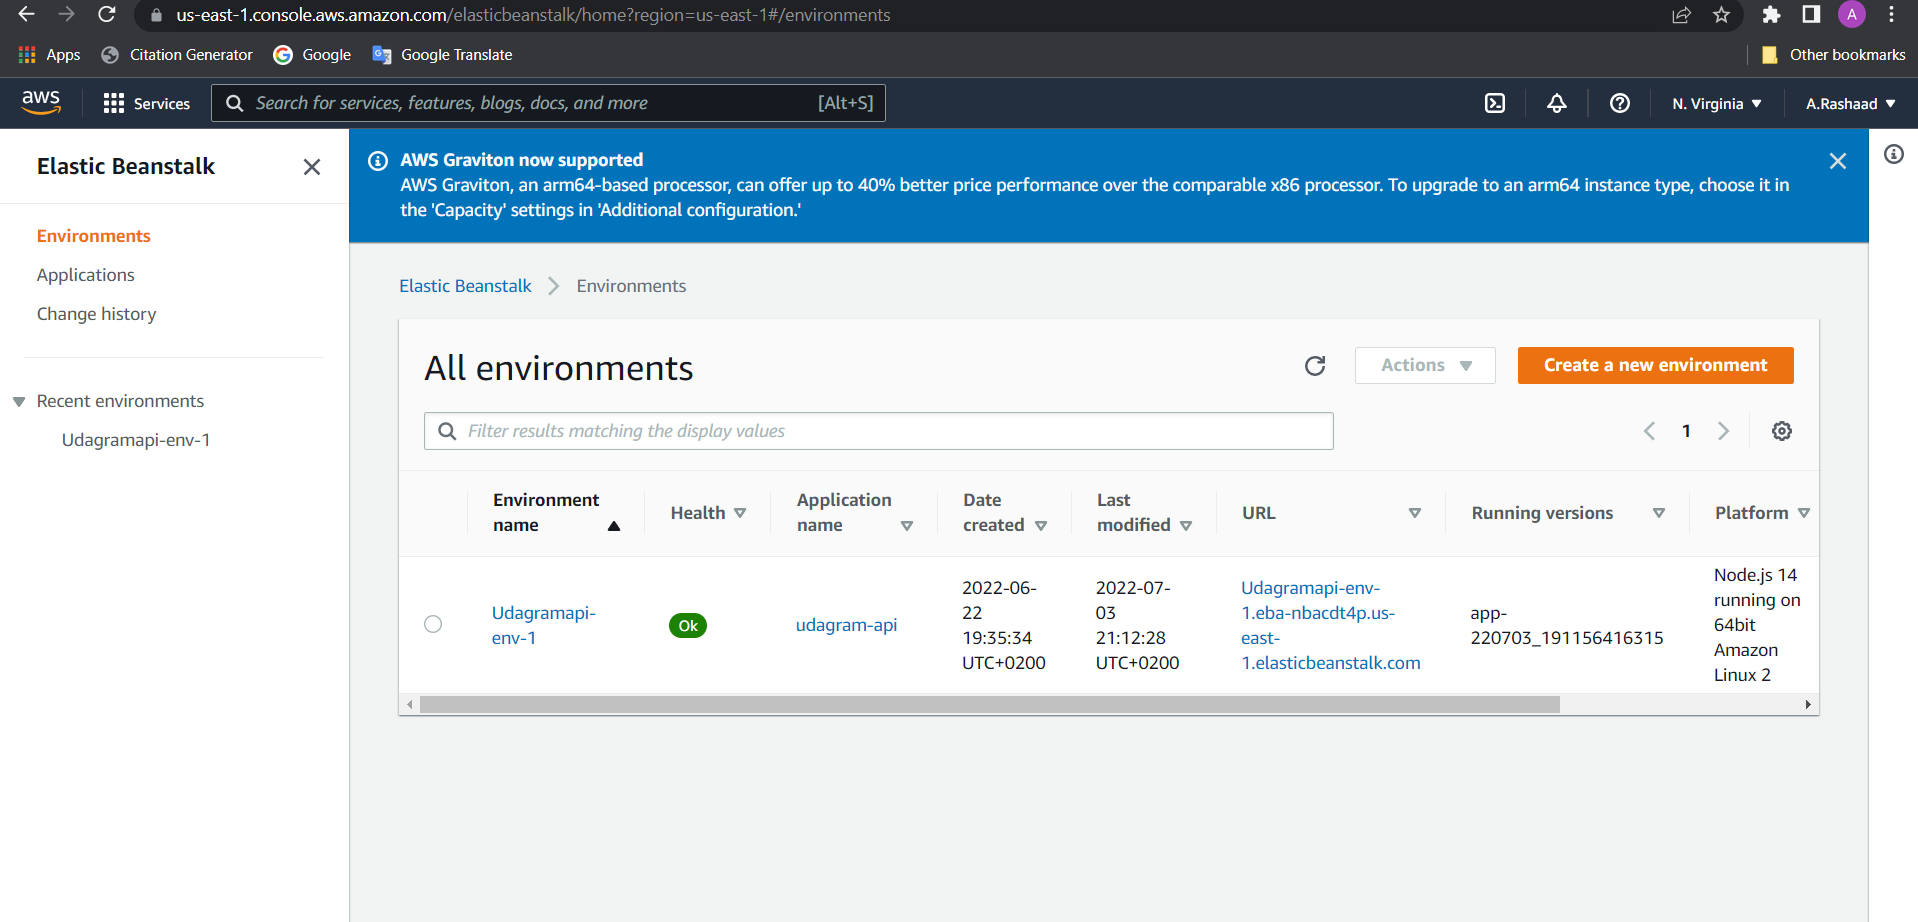 us-east-1.console.aws.amazon.com/elasticbeanstalk/home?region=us-east-1#/environments
A
Apps
Citation Generator
Google
Google Translate
Other bookmarks
aws
Services
Search for services, features, blogs, docs, and more
[Alt+S]
N. Virginia
A.Rashaad
Elastic Beanstalk
Environments
Applications
Change history
Recent environments
Udagramapi-env-1
AWS Graviton now supported
AWS Graviton, an arm64-based processor, can offer up to 40% better price performance over the comparable x86 processor. To upgrade to an arm64 instance type, choose it in
the 'Capacity' settings in 'Additional configuration.'
Elastic Beanstalk
Environments
All environments
Actions
Create a new environment
Filter results matching the display values
1
Environment
name
Health
Application
name
Date
created
Last
modified
URL
Running versions
Platform
Udagramapi-
env-1
Ok
udagram-api
2022-06-
22
19:35:34
UTC+0200
2022-07-
03
21:12:28
UTC+0200
Udagramapi-env-
1.eba-nbacdt4p.us-
east-
1.elasticbeanstalk.com
app-
220703_191156416315
Node.js 14
running on
64bit
Amazon
Linux 2